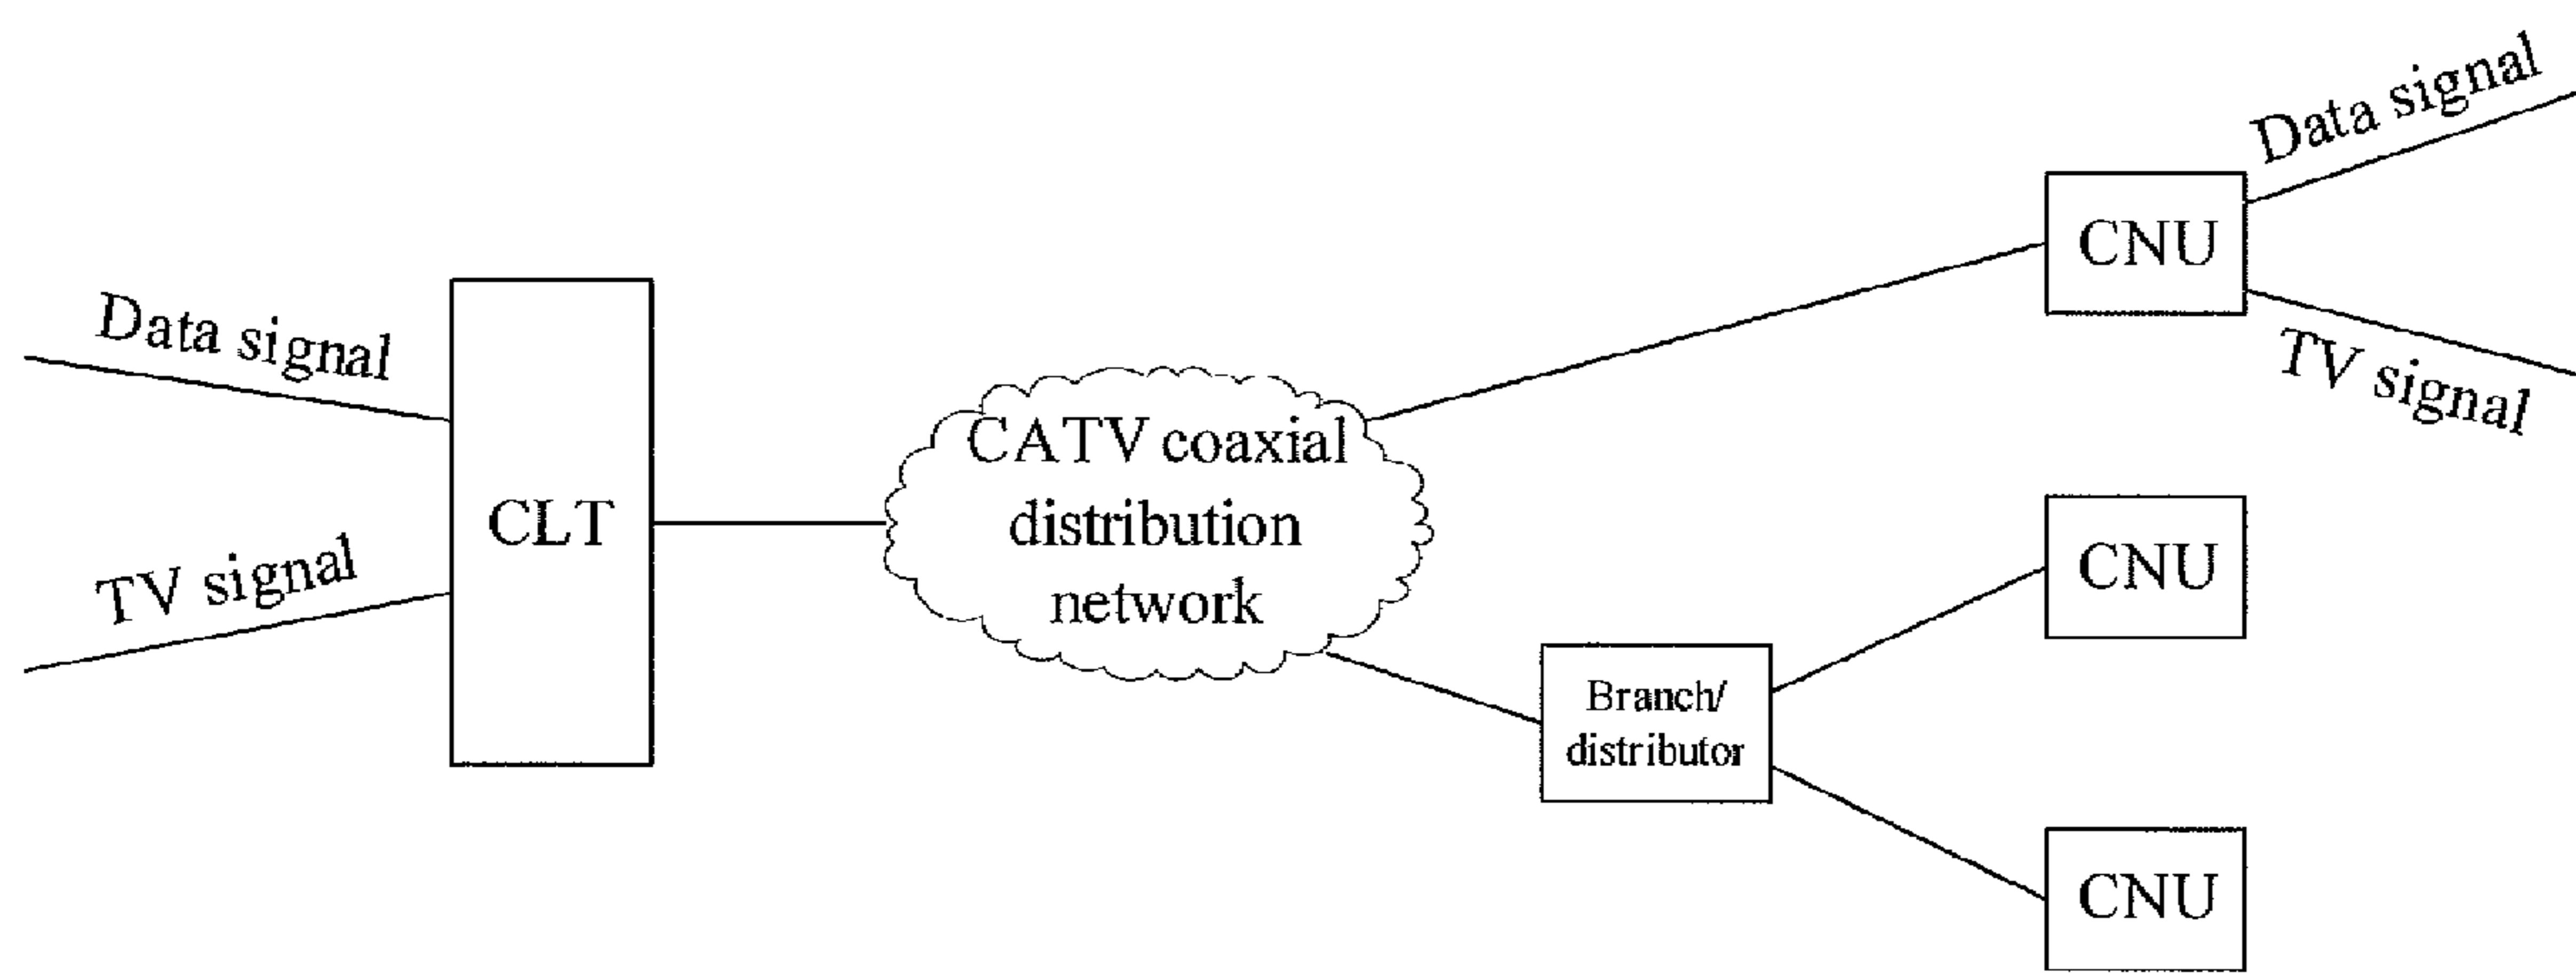 Data signal
TV signal
CLT
CATV coaxial
distribution
network
Branch/
distributor
CNU
Data signal
TV signal
CNU
CNU